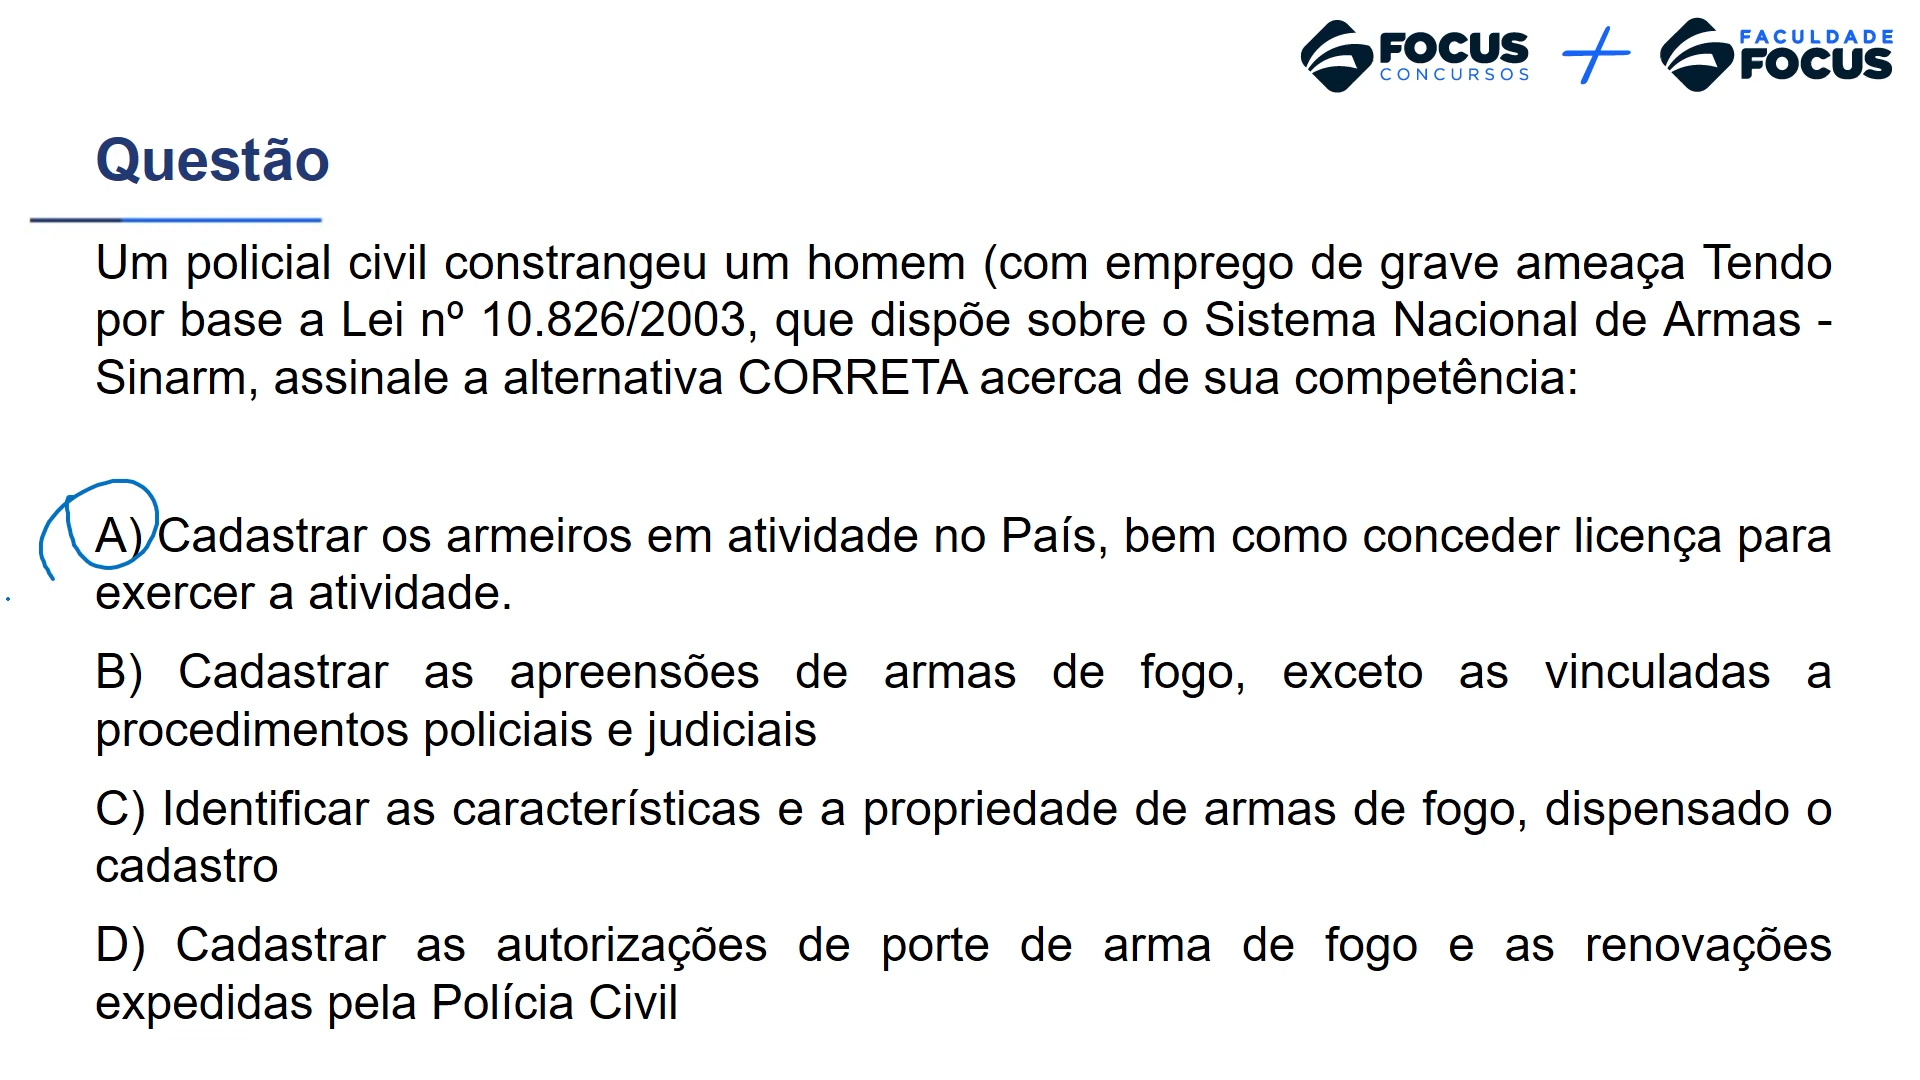 FOCUS
CONCURSOS
FACULDADE
FOCUS
Questão
Um policial civil constrangeu um homem (com emprego de grave ameaça Tendo
por base a Lei nº 10.826/2003, que dispõe sobre o Sistema Nacional de Armas -
Sinarm, assinale a alternativa CORRETA acerca de sua competência:
A) Cadastrar os armeiros em atividade no País, bem como conceder licença para
exercer a atividade.
B) Cadastrar as apreensões de armas de fogo, exceto as vinculadas a
procedimentos policiais e judiciais
C) Identificar as características e a propriedade de armas de fogo, dispensado o
cadastro
D) Cadastrar as autorizações de porte de arma de fogo e as renovações
expedidas pela Polícia Civil